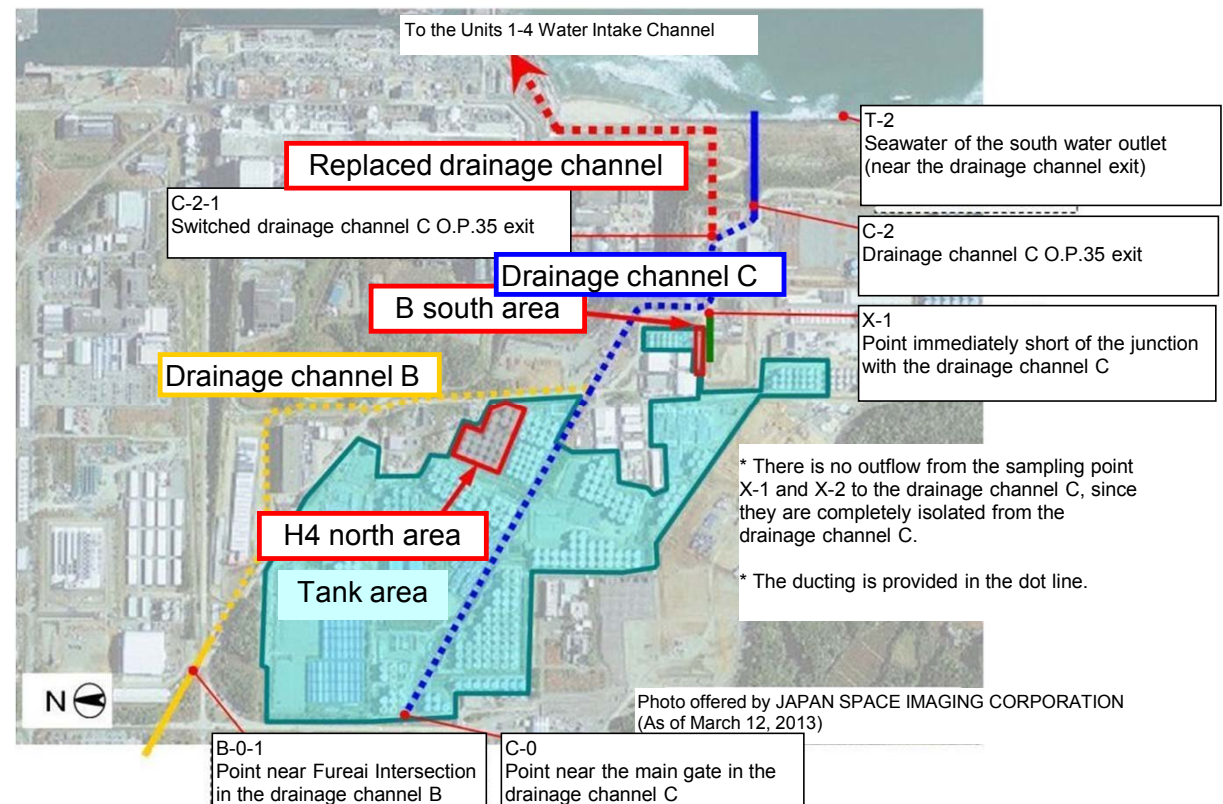 To the Units 1-4 Water Intake Channel
T-2
Seawater of the south water outlet
(near the drainage channel exit)
Replaced drainage channel
C-2-1
Switched drainage channel C O.P.35 exit
C-2
Drainage channel C O.P.35 exit
Drainage channel C
B south area
X-1
Point immediately short of the junction
with the drainage channel C
Drainage channel B
* There is no outflow from the sampling point
X-1 and X-2 to the drainage channel C, since
they are completely isolated from the
drainage channel C.
* The ducting is provided in the dot line.
H4 north area
Tank area
N
Photo offered by JAPAN SPACE IMAGING CORPORATION
(As of March 12, 2013)
B-0-1
Point near Fureai Intersection
in the drainage channel B
C-0
Point near the main gate in the
drainage channel C